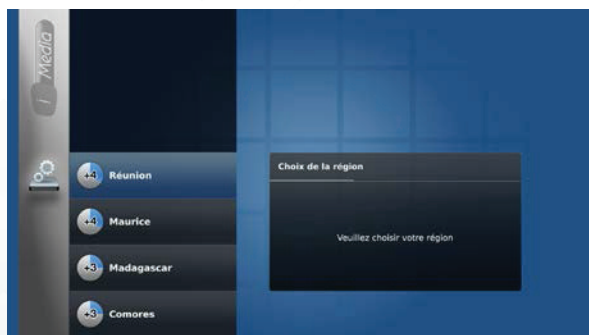 i Media
+4 Réunion
+4 Maurice
+3 Madagascar
+3 Comores
Choix de la région
Veuillez choisir votre région